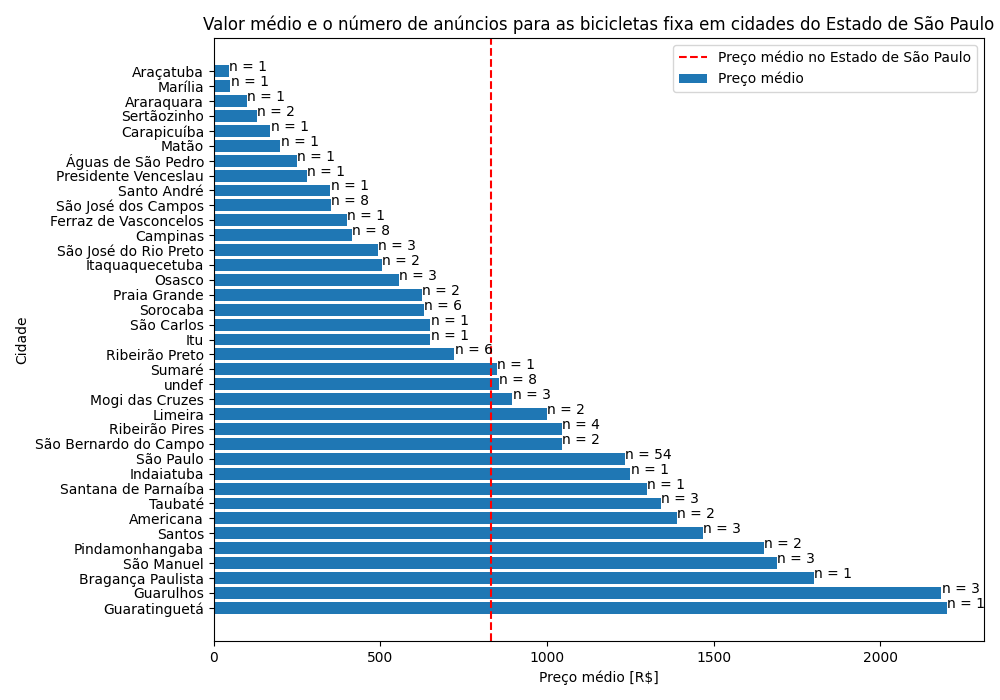 Valor médio e o número de anúncios para as bicicletas fixa em cidades do Estado de São Paulo
Preço médio no Estado de São Paulo
Preço médio
Araçatuba n = 1
Marília n = 1
Araraquara n = 1
Sertãozinho n = 2
Carapicuíba n = 1
Matão n = 1
Águas de São Pedro n = 1
Presidente Venceslau n = 1
Santo André n = 1
São José dos Campos n = 8
Ferraz de Vasconcelos n = 1
Campinas n = 8
São José do Rio Preto n = 3
Itaquaquecetuba n = 2
Osasco n = 3
Praia Grande n = 2
Sorocaba n = 6
São Carlos n = 1
Itu n = 1
Ribeirão Preto n = 6
Sumaré n = 1
undef n = 8
Mogi das Cruzes n = 3
Limeira n = 2
Ribeirão Pires n = 4
São Bernardo do Campo n = 2
São Paulo n = 54
Indaiatuba n = 1
Santana de Parnaíba n = 1
Taubaté n = 3
Americana n = 2
Santos n = 3
Pindamonhangaba n = 2
São Manuel n = 3
Bragança Paulista n = 1
Guarulhos n = 3
Guaratinguetá n = 1
Cidade
0 500 1000 1500 2000
Preço médio [R$]